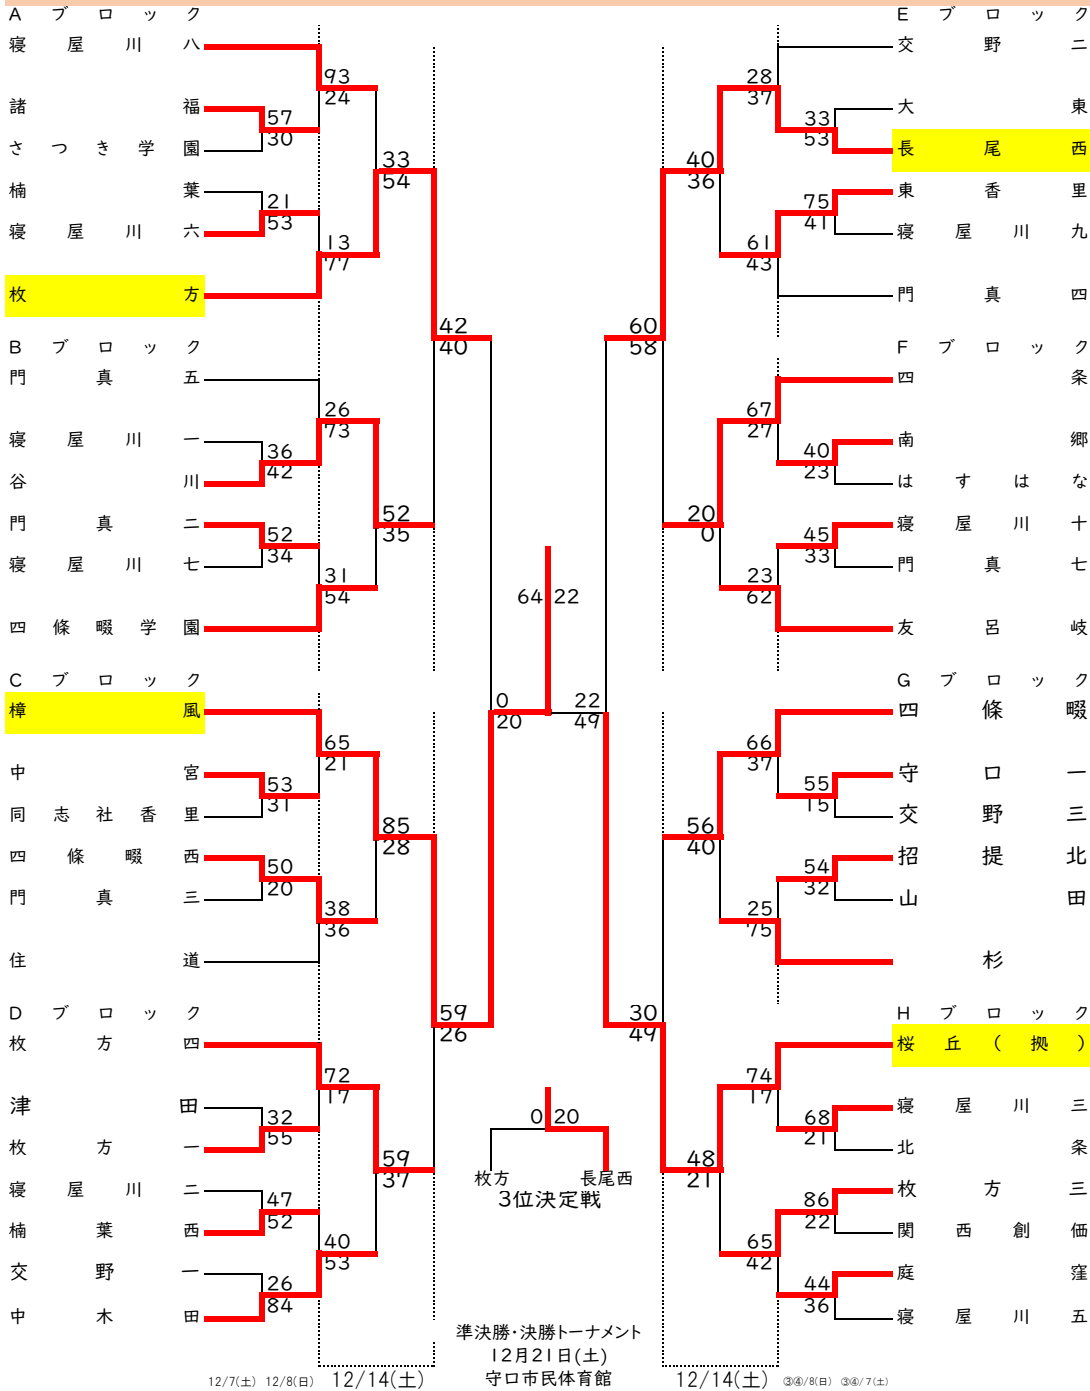 Aブロック
寝屋川八
93
24
諸福
57
30
さつき学園
33
54
楠葉
21
53
寝屋川六
13
77
枚方
42
40
Bブロック
門真五
26
73
寝屋川一
36
42
谷川
52
35
門真二
52
34
寝屋川七
31
54
四條畷学園
Cブロック
樟風
0
20
65
21
中宮
53
31
同志社香里
85
28
四條畷西
50
20
門真三
38
36
住道
Dブロック
59
26
枚方四
72
17
津田
32
55
枚方一
59
37
寝屋川二
47
52
楠葉西
40
53
交野一
26
84
中木田
64 22
Eブロック
交野二
28
37
大東
33
53
長尾西
40
36
東香里
75
41
寝屋川九
61
43
門真四
60
58
Fブロック
四条
67
27
南郷
40
23
はすはな
20
0
寝屋川十
45
33
門真七
23
62
友呂岐
Gブロック
四條畷
22
49
66
37
守口一
55
15
交野三
56
40
招提北
54
32
山田
25
75
杉
Hブロック
30
49
桜丘(拠)
74
17
寝屋川三
68
21
北条
48
21
枚方三
86
22
関西創価
65
42
庭窪
44
36
寝屋川五
0 20
枚方 長尾西
3位決定戦
準決勝・決勝トーナメント
12月21日(土)
守口市民体育館
12/7(土) 12/8(日) 12/14(土)
12/14(土) ③④/8(日) ③④/7(土)